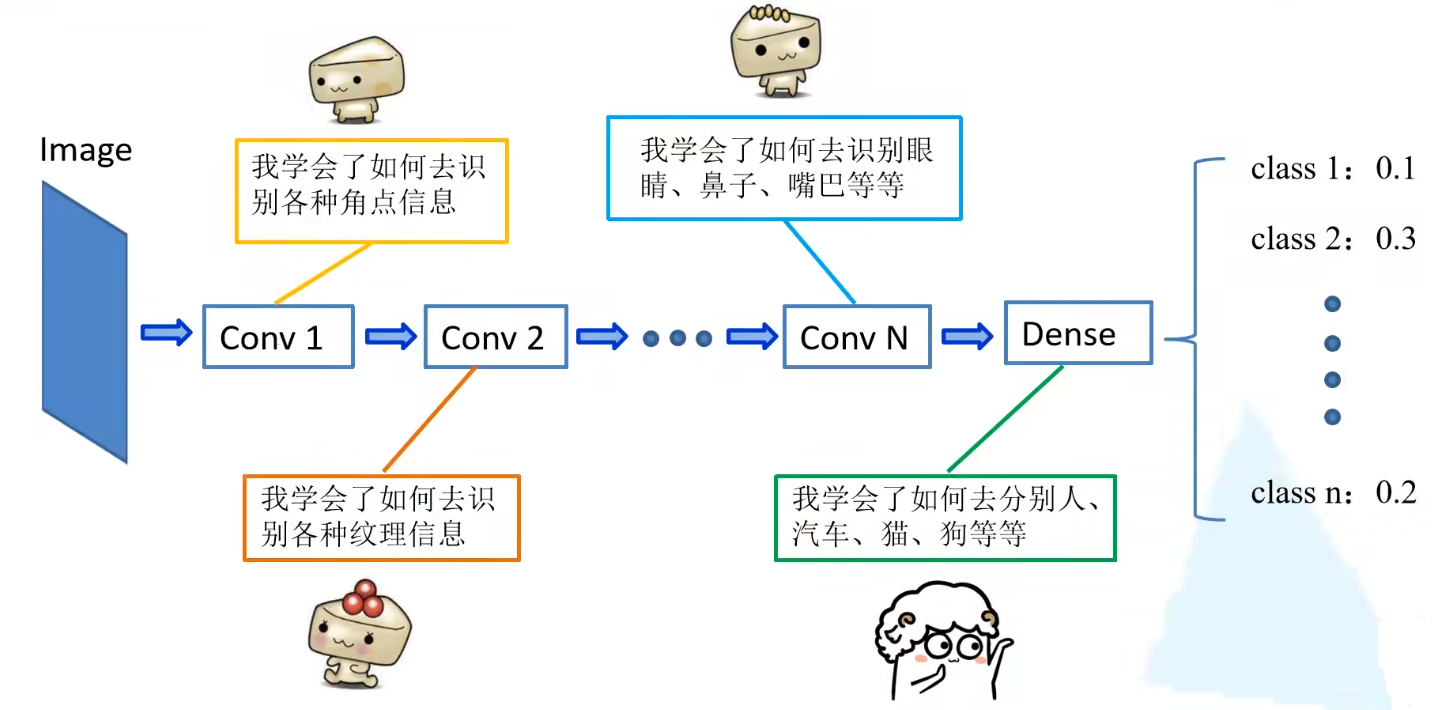 Image
我学会了如何去识
别各种角点信息
我学会了如何去识别眼
睛、鼻子、嘴巴等等
Conv 1
Conv 2
Conv N
Dense
我学会了如何去识
别各种纹理信息
我学会了如何去分别人、
汽车、猫、狗等等
class 1：0.1
class 2：0.3
class n：0.2